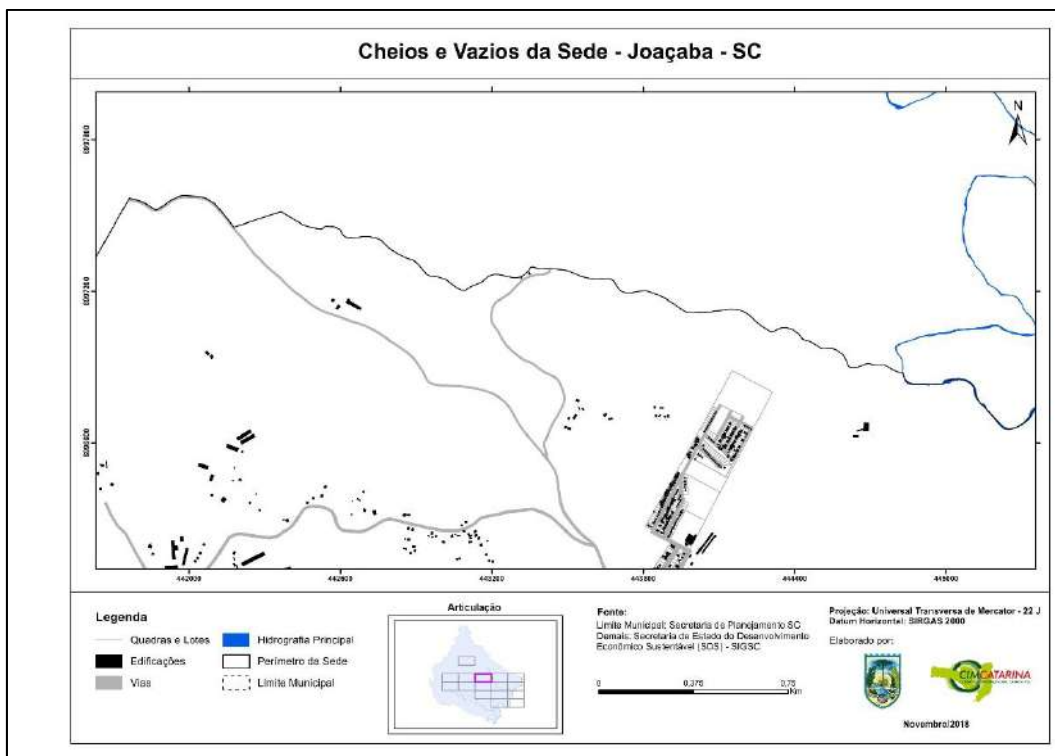 Cheios e Vazios da Sede - Joaçaba - SC
N
442000
442600
443200
443800
444400
445000
Legenda
Quadras e Lotes
Edificações
Vias
Hidrografia Principal
Perímetro da Sede
Limite Municipal
Articulação
Fonte:
Limite Municipal: Secretaria de Planejamento SC
Demais: Secretaria de Estado do Desenvolvimento
Econômico Sustentável (SDS) - SIGSC
0 0,375 0,75
Km
Projeção: Universal Transversa de Mercator - 22 J
Datum Horizontal: SIRGAS 2000
Elaborado por:
CIMCATARINA
Novembro/2018